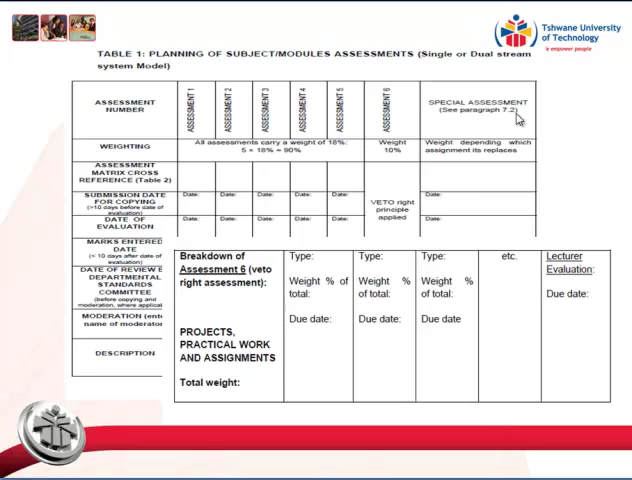 Tshwane University
of Technology
TABLE 1: PLANNING OF SUBJECT/MODULES ASSESSMENTS (Single or Dual stream
system Model)
ASSESSMENT
NUMBER
ASSESSMENT 1
ASSESSMENT 2
ASSESSMENT 3
ASSESSMENT 4
ASSESSMENT 5
ASSESSMENT 6
SPECIAL ASSESSMENT
(See paragraph 7.2)
WEIGHTING
All assessments carry a weight of 18%:
5 × 18% = 90%
Weight
10%
Weight depending which
assignment its replaces
ASSESSMENT
MATRIX CROSS
REFERENCE (Table 2)
SUBMISSION DATE
FOR COPYING
(>10 days before date of
evaluation)
Date: Date: Date: Date: Date: Date:
VETO right
principle
applied
DATE OF
EVALUATION
Date: Date: Date: Date: Date: Date:
MARKS ENTERED
DATE
(< 10 days after date of
evaluation)
DATE OF REVIEW E
DEPARTMENTAL
STANDARDS
COMMITTEE
(before copying and
moderation, where applicat
MODERATION (ente
name of moderator
DESCRIPTION
Breakdown of
Assessment 6 (veto
right assessment):
PROJECTS,
PRACTICAL WORK
AND ASSIGNMENTS
Total weight:
Type:
Weight % of
total:
Due date:
Type:
Weight %
of total:
Due date:
Type:
Weight %
of total:
Due date
etc.
Lecturer
Evaluation:
Due date: